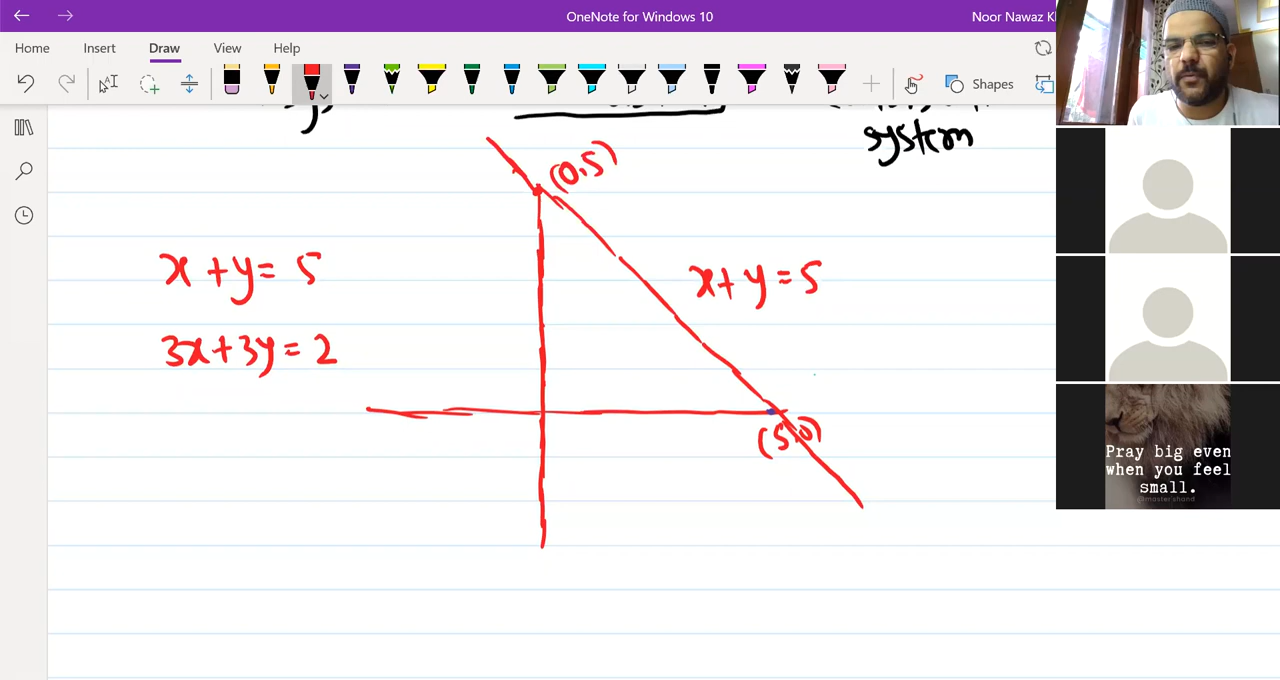 OneNote for Windows 10
Noor Nawaz
Home Insert Draw View Help
Shapes
system
(0,5)
x + y = 5
x + y = 5
3x + 3y = 2
(5,0)
Pray big even
when you feel
small.